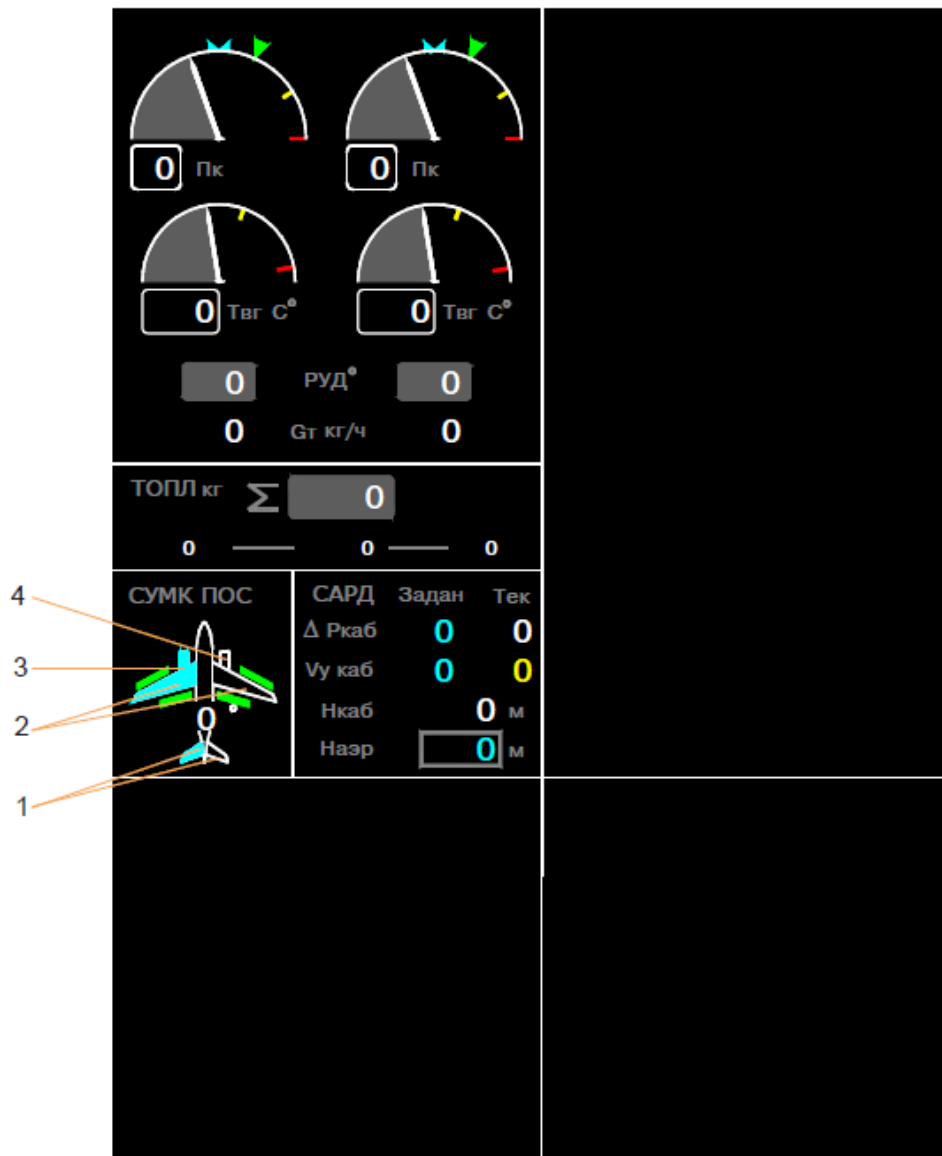 0 Пк 0 Пк
0 Твг С° 0 Твг С°
0 РУД° 0
0 Gт кг/ч 0
ТОПЛ кг Σ 0
0 0 0
СУМК ПОС
0°
САРД Задан Тек
Δ Ркаб 0 0
Vy каб 0 0
Нкаб 0 м
Наэр 0 м
4
3
2
1